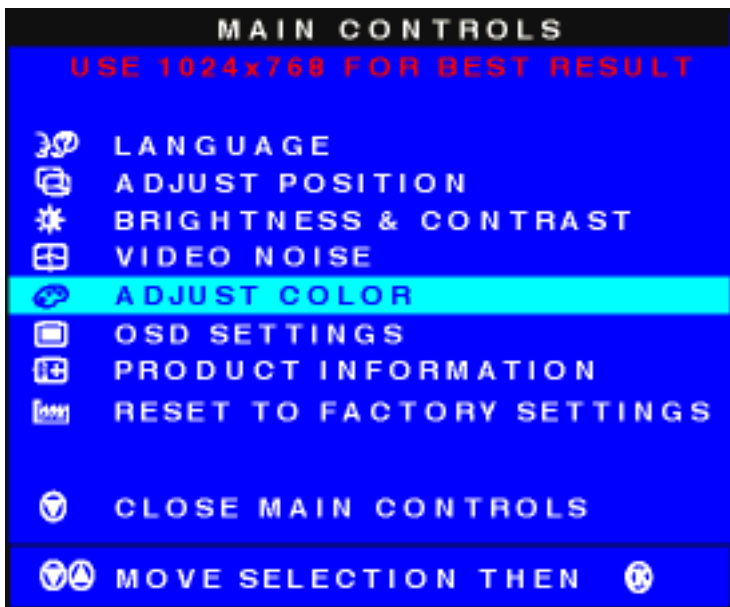 MAIN CONTROLS
USE 1024x768 FOR BEST RESULT
LANGUAGE
ADJUST POSITION
BRIGHTNESS & CONTRAST
VIDEO NOISE
ADJUST COLOR
OSD SETTINGS
PRODUCT INFORMATION
RESET TO FACTORY SETTINGS
CLOSE MAIN CONTROLS
MOVE SELECTION THEN OK